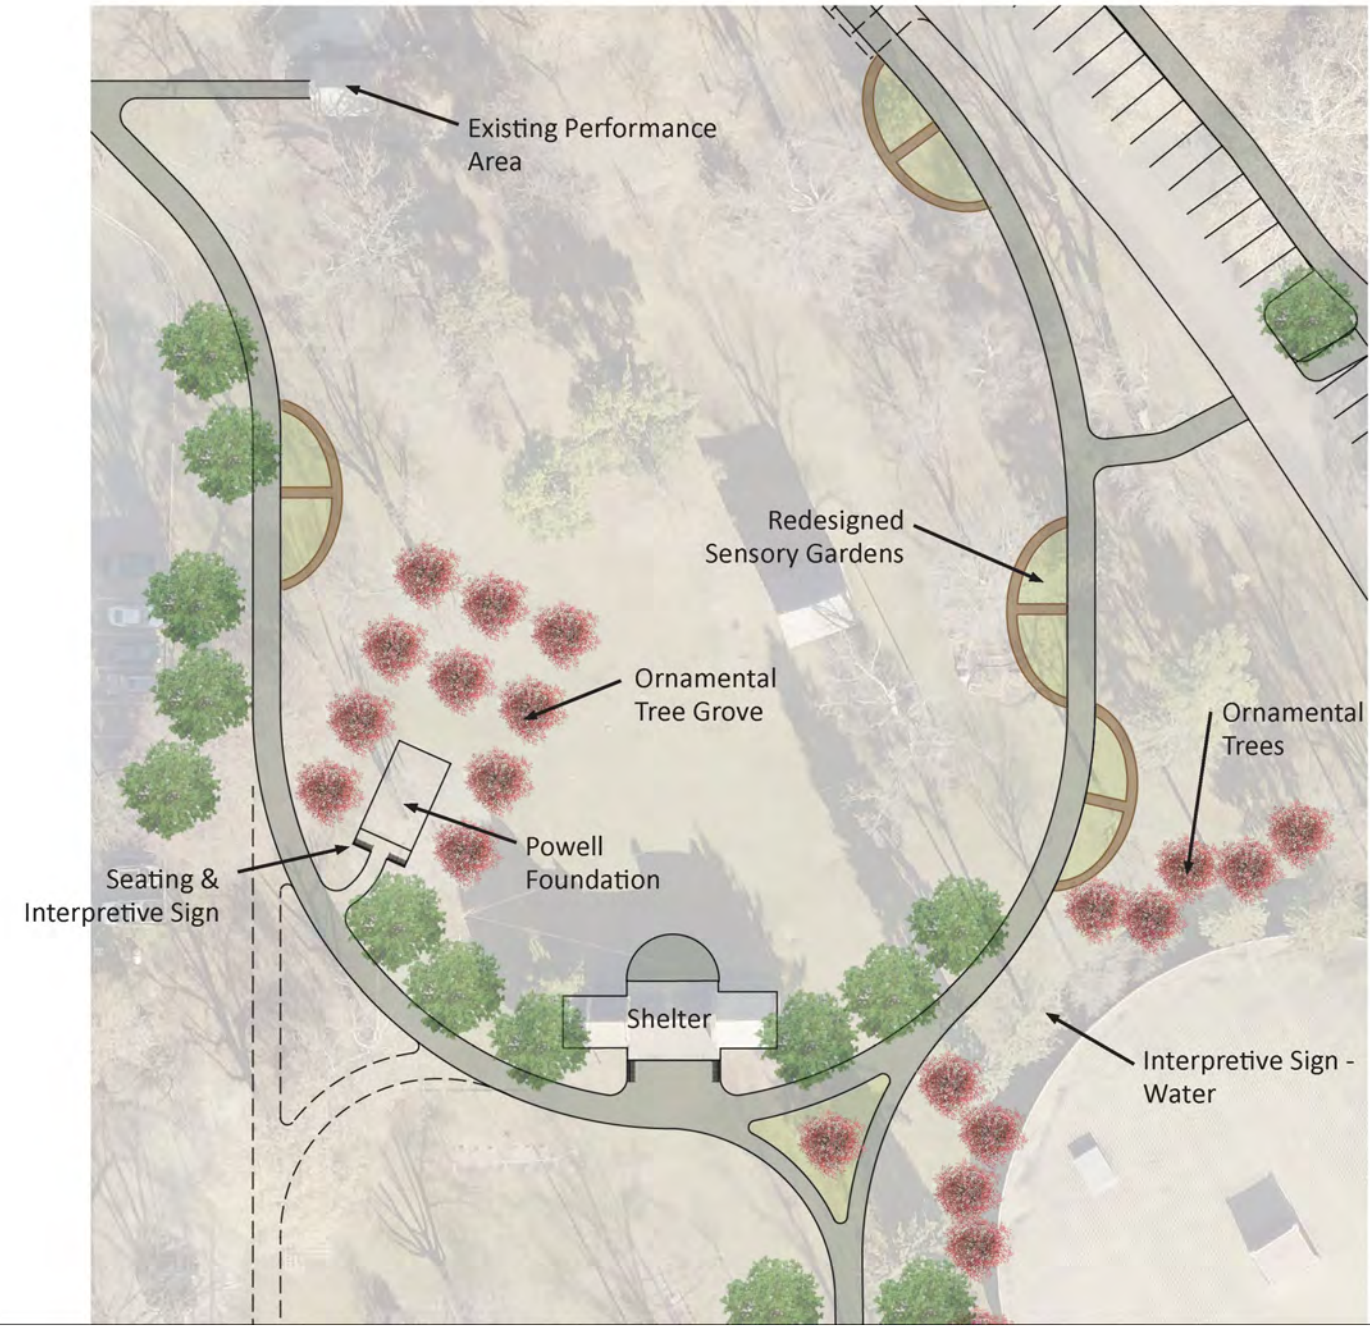 Existing Performance
Area
Redesigned
Sensory Gardens
Ornamental
Tree Grove
Ornamental
Trees
Powell
Foundation
Seating &
Interpretive Sign
Shelter
Interpretive Sign -
Water